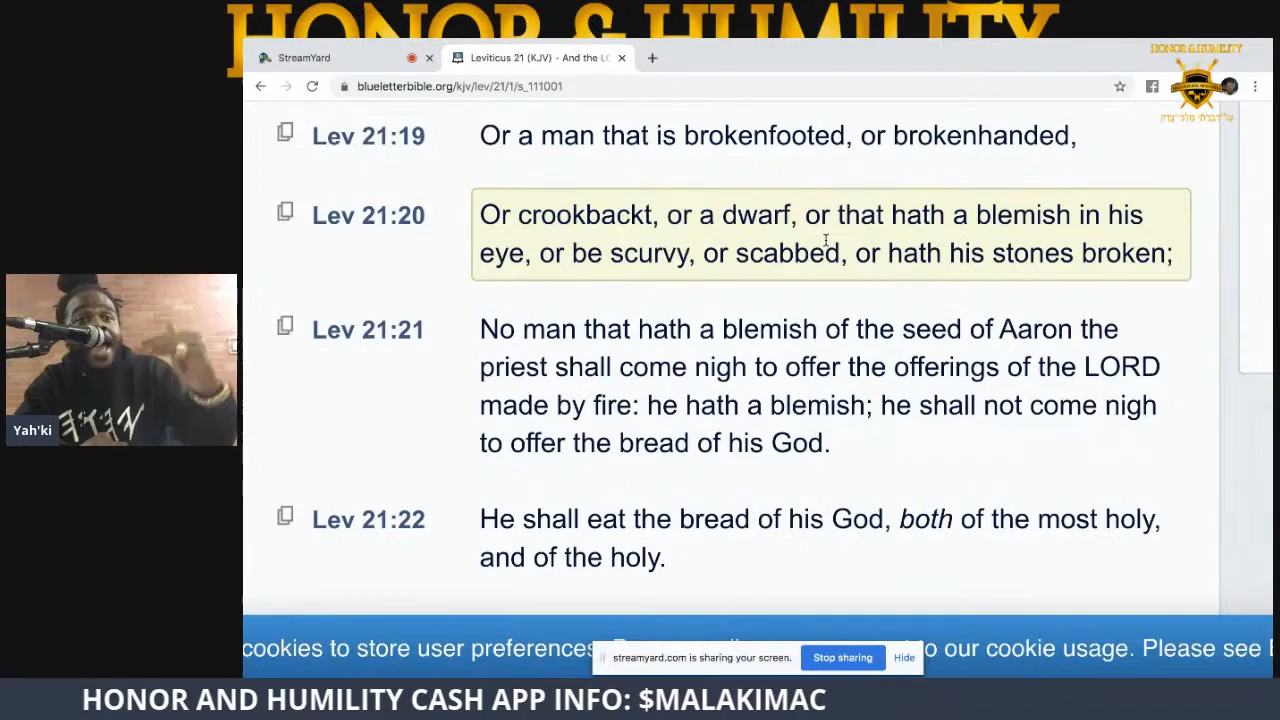 HONOR & HUMILITY
StreamYard
Leviticus 21 (KJV) - And the LO
HONOR & HUMILITY
blueletterbible.org/kjv/lev/21/1/s_111001
Lev 21:19
Or a man that is brokenfooted, or brokenhanded,
Lev 21:20
Or crookbackt, or a dwarf, or that hath a blemish in his
eye, or be scurvy, or scabbed, or hath his stones broken;
Lev 21:21
No man that hath a blemish of the seed of Aaron the
priest shall come nigh to offer the offerings of the LORD
made by fire: he hath a blemish; he shall not come nigh
to offer the bread of his God.
Lev 21:22
He shall eat the bread of his God, both of the most holy,
and of the holy.
Yah'ki
cookies to store user preferences.
o our cookie usage. Please see
streamyard.com is sharing your screen.
Stop sharing
Hide
HONOR AND HUMILITY CASH APP INFO: $MALAKIMAC